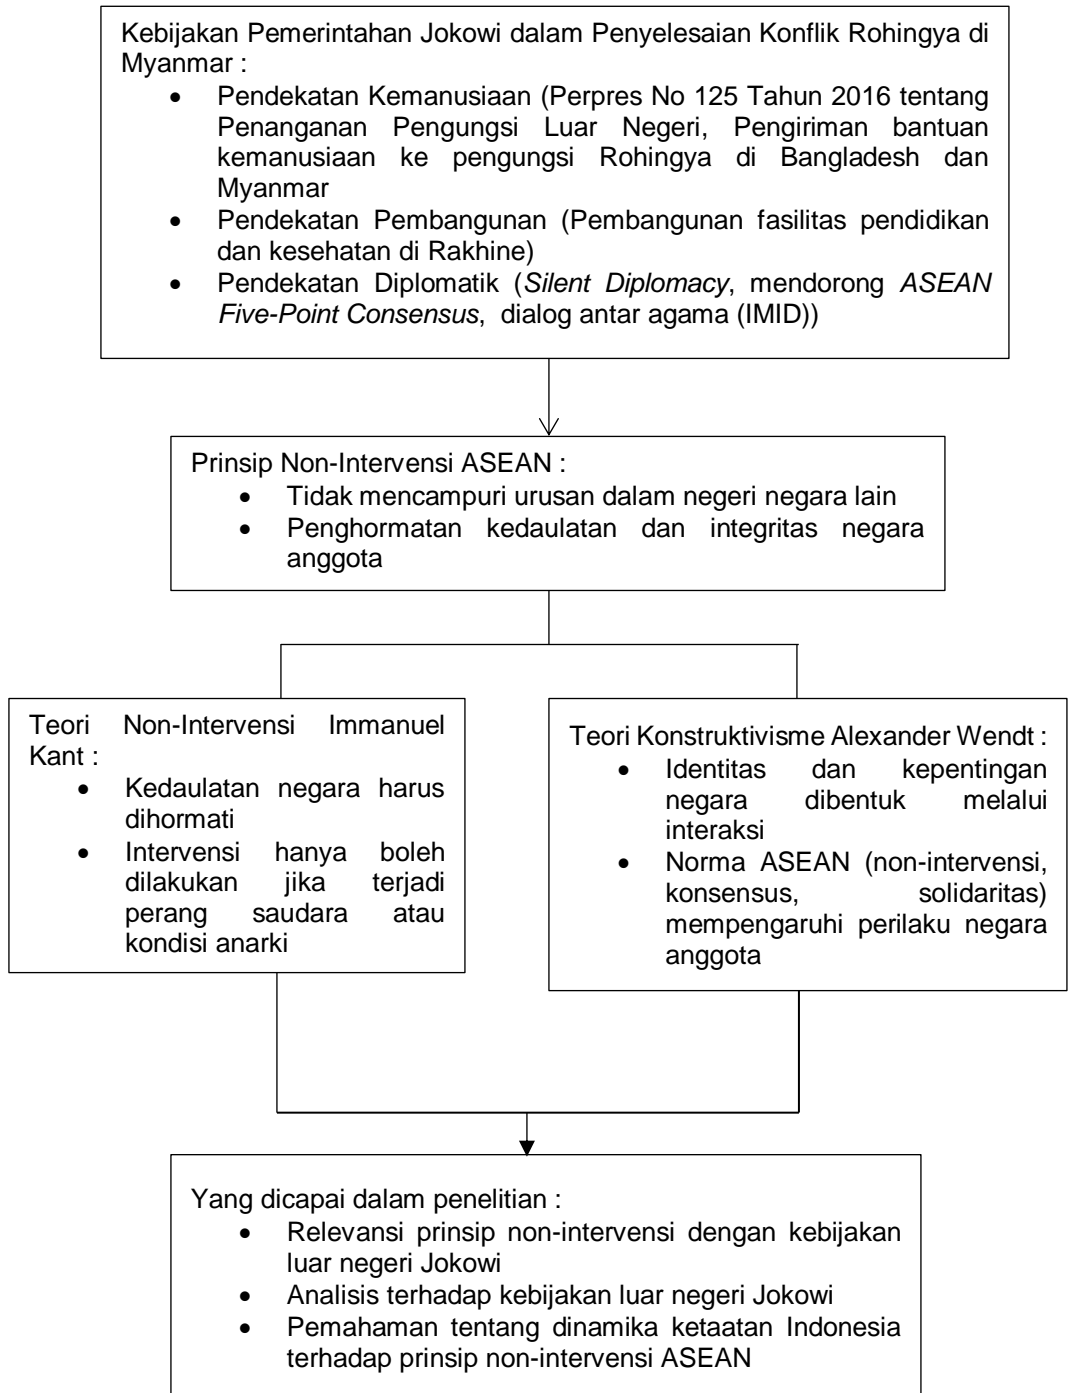 Kebijakan Pemerintahan Jokowi dalam Penyelesaian Konflik Rohingya di
Myanmar :
• Pendekatan Kemanusiaan (Perpres No 125 Tahun 2016 tentang
Penanganan Pengungsi Luar Negeri, Pengiriman bantuan
kemanusiaan ke pengungsi Rohingya di Bangladesh dan
Myanmar
• Pendekatan Pembangunan (Pembangunan fasilitas pendidikan
dan kesehatan di Rakhine)
• Pendekatan Diplomatik (Silent Diplomacy, mendorong ASEAN
Five-Point Consensus, dialog antar agama (IMID))
Prinsip Non-Intervensi ASEAN :
• Tidak mencampuri urusan dalam negeri negara lain
• Penghormatan kedaulatan dan integritas negara
anggota
Teori Non-Intervensi Immanuel
Kant :
• Kedaulatan negara harus
dihormati
• Intervensi hanya boleh
dilakukan jika terjadi
perang saudara atau
kondisi anarki
Teori Konstruktivisme Alexander Wendt :
• Identitas dan kepentingan
negara dibentuk melalui
interaksi
• Norma ASEAN (non-intervensi,
konsensus, solidaritas)
mempengaruhi perilaku negara
anggota
Yang dicapai dalam penelitian :
• Relevansi prinsip non-intervensi dengan kebijakan
luar negeri Jokowi
• Analisis terhadap kebijakan luar negeri Jokowi
• Pemahaman tentang dinamika ketaatan Indonesia
terhadap prinsip non-intervensi ASEAN